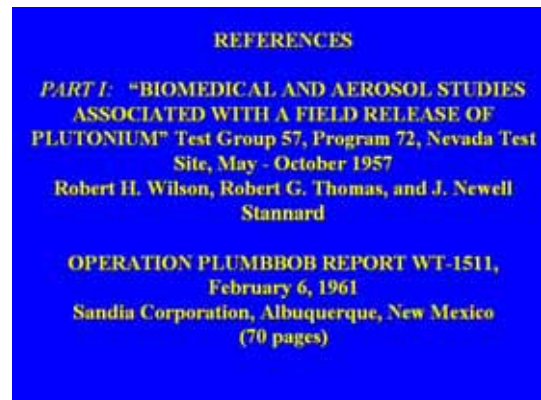 REFERENCES
PART I: “BIOMEDICAL AND AEROSOL STUDIES
ASSOCIATED WITH A FIELD RELEASE OF
PLUTONIUM” Test Group 57, Program 72, Nevada Test
Site, May - October 1957
Robert H. Wilson, Robert G. Thomas, and J. Newell
Stannard
OPERATION PLUMBBOB REPORT WT-1511,
February 6, 1961
Sandia Corporation, Albuquerque, New Mexico
(70 pages)